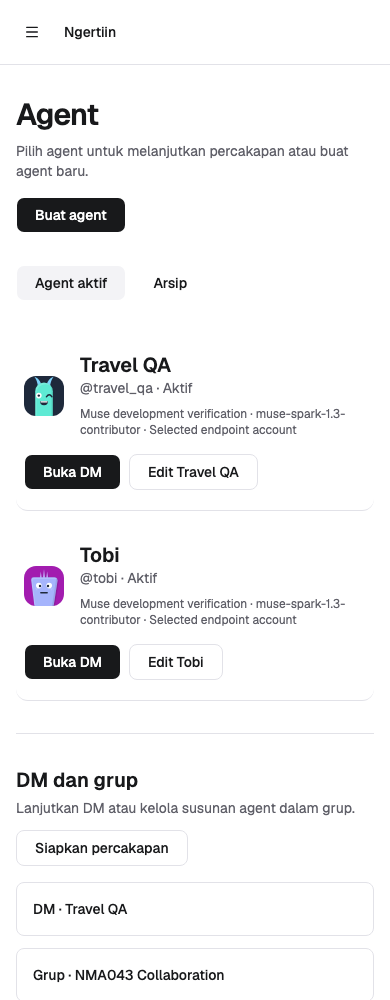 Ngertiin
Agent
Pilih agent untuk melanjutkan percakapan atau buat
agent baru.
Buat agent
Agent aktif
Arsip
Travel QA
@travel_qa · Aktif
Muse development verification · muse-spark-1.3-
contributor · Selected endpoint account
Buka DM
Edit Travel QA
Tobi
@tobi · Aktif
Muse development verification · muse-spark-1.3-
contributor · Selected endpoint account
Buka DM
Edit Tobi
DM dan grup
Lanjutkan DM atau kelola susunan agent dalam grup.
Siapkan percakapan
DM · Travel QA
Grup · NMA043 Collaboration